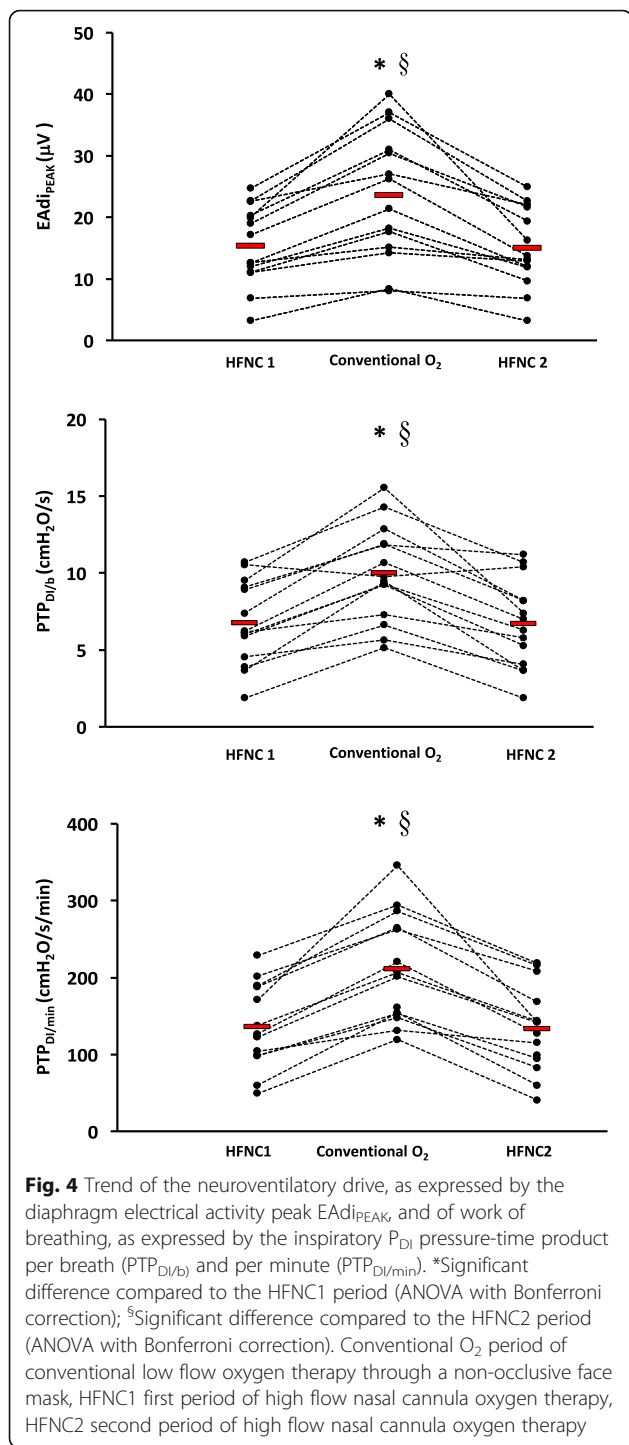 50
40
30
20
10
0
EAdiPEAK (µV)
* §
HFNC 1 Conventional O₂ HFNC 2
20
15
10
5
0
PTPDI/b (cmH₂O/s)
* §
HFNC 1 Conventional O₂ HFNC 2
400
300
200
100
0
PTPDI/min (cmH₂O/s/min)
* §
HFNC1 Conventional O₂ HFNC2
Fig. 4 Trend of the neuroventilatory drive, as expressed by the
diaphragm electrical activity peak EAdiPEAK, and of work of
breathing, as expressed by the inspiratory PDI pressure-time product
per breath (PTPDI/b) and per minute (PTPDI/min). *Significant
difference compared to the HFNC1 period (ANOVA with Bonferroni
correction); §Significant difference compared to the HFNC2 period
(ANOVA with Bonferroni correction). Conventional O₂ period of
conventional low flow oxygen therapy through a non-occlusive face
mask, HFNC1 first period of high flow nasal cannula oxygen therapy,
HFNC2 second period of high flow nasal cannula oxygen therapy